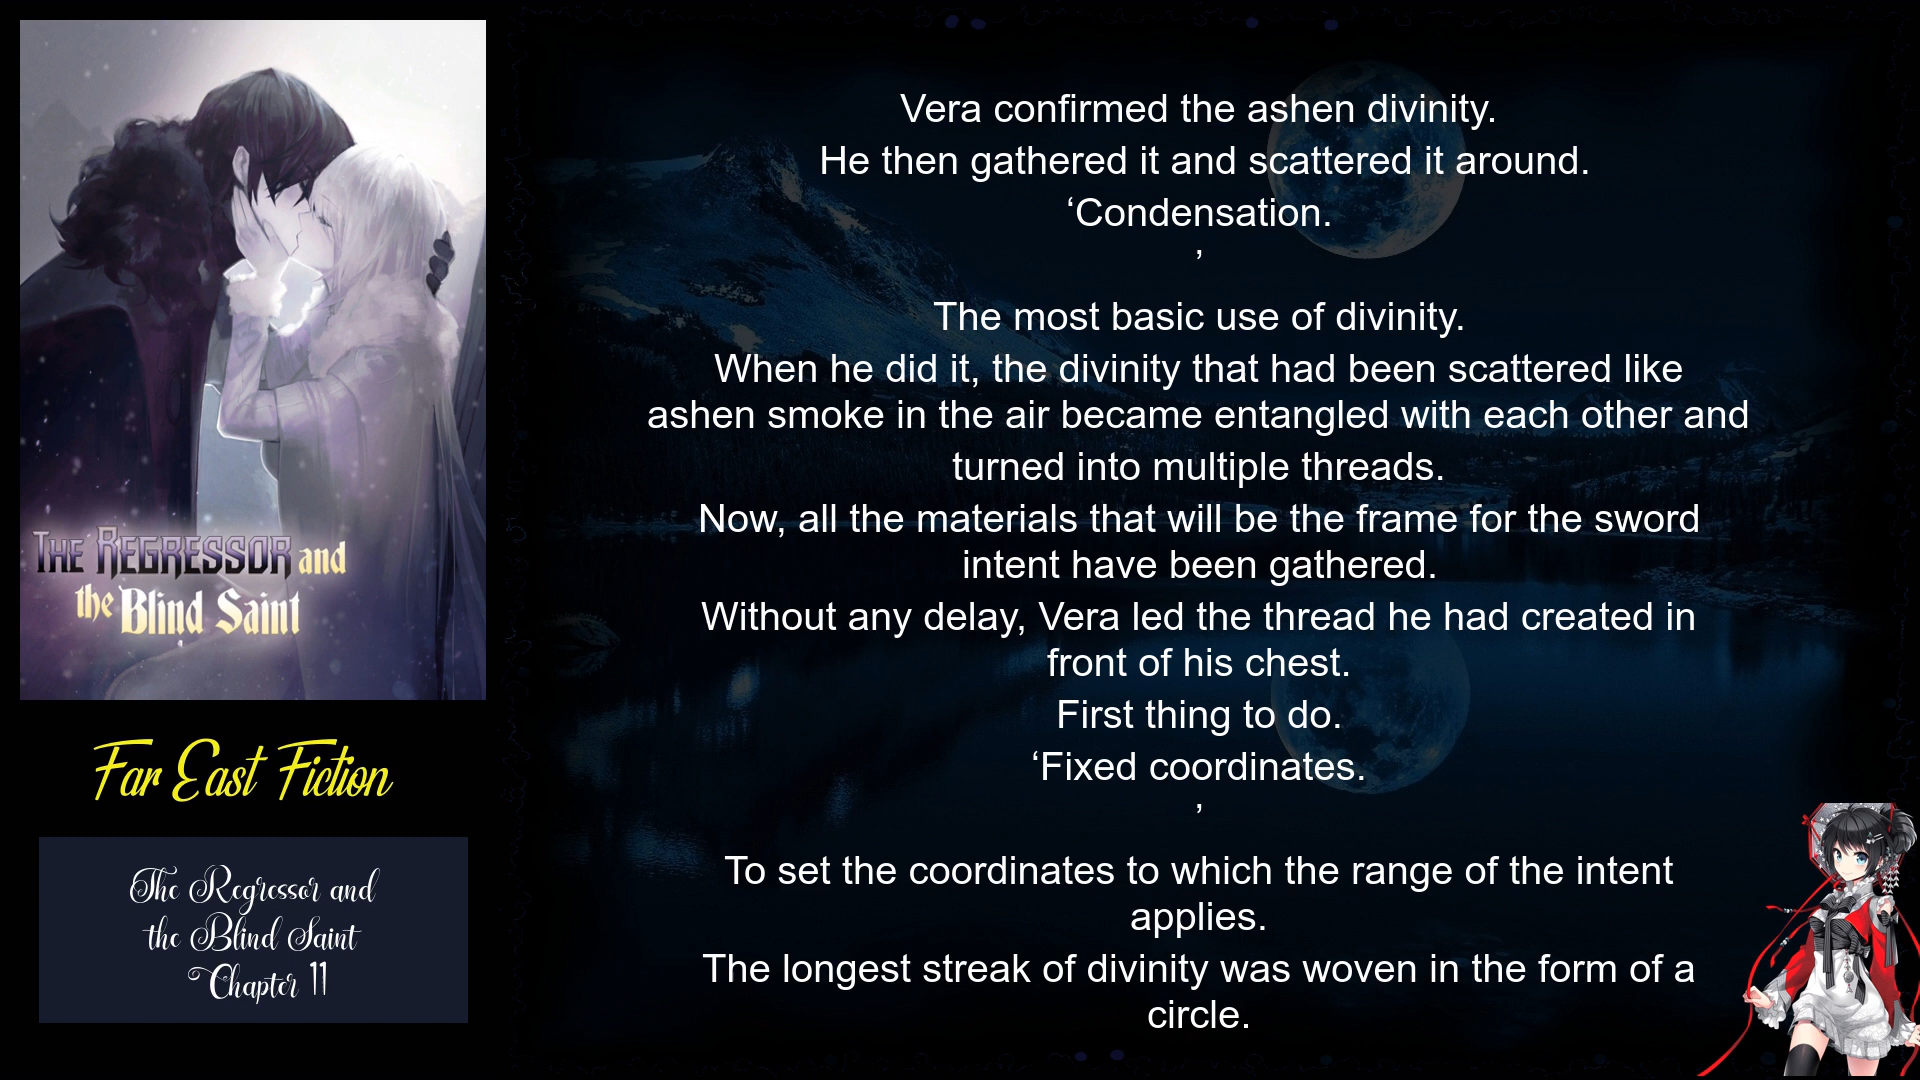 THE REGRESSOR and
the Blind Saint
Far East Fiction
The Regressor and
the Blind Saint
Chapter 11
Vera confirmed the ashen divinity.
He then gathered it and scattered it around.
‘Condensation.
’
The most basic use of divinity.
When he did it, the divinity that had been scattered like
ashen smoke in the air became entangled with each other and
turned into multiple threads.
Now, all the materials that will be the frame for the sword
intent have been gathered.
Without any delay, Vera led the thread he had created in
front of his chest.
First thing to do.
‘Fixed coordinates.
’
To set the coordinates to which the range of the intent
applies.
The longest streak of divinity was woven in the form of a
circle.